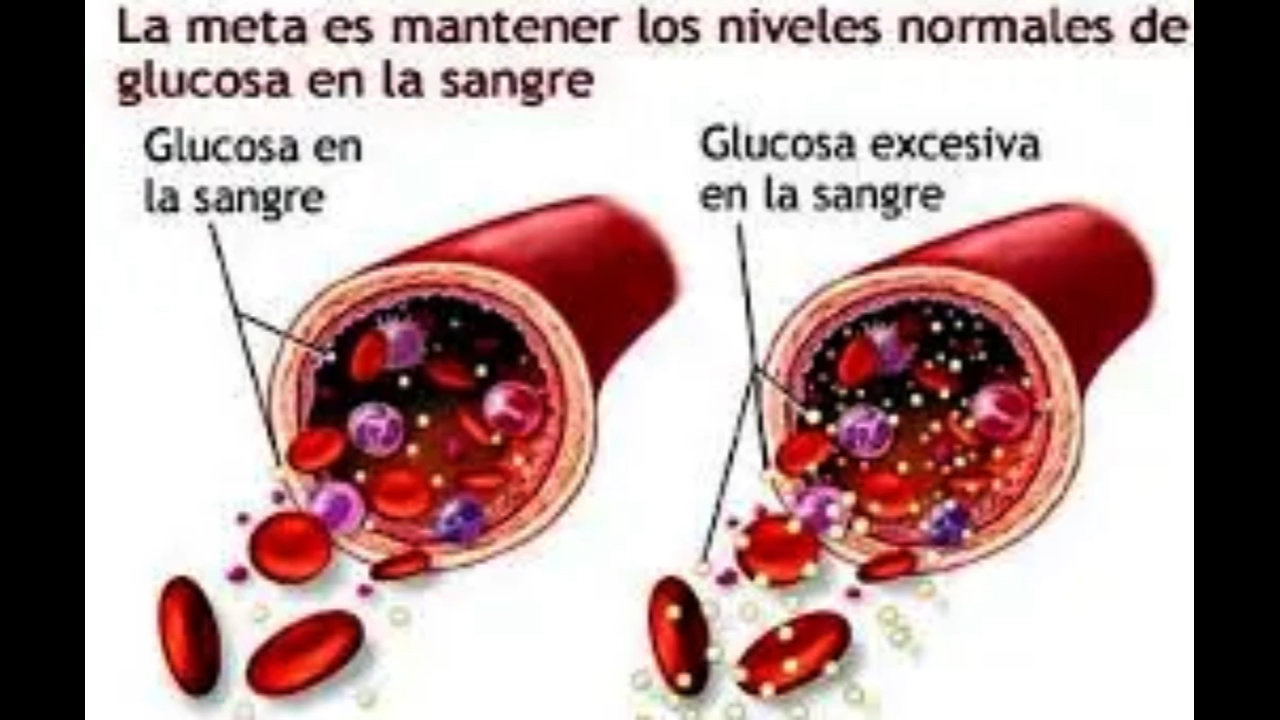 La meta es mantener los niveles normales de
glucosa en la sangre
Glucosa en
la sangre
Glucosa excesiva
en la sangre